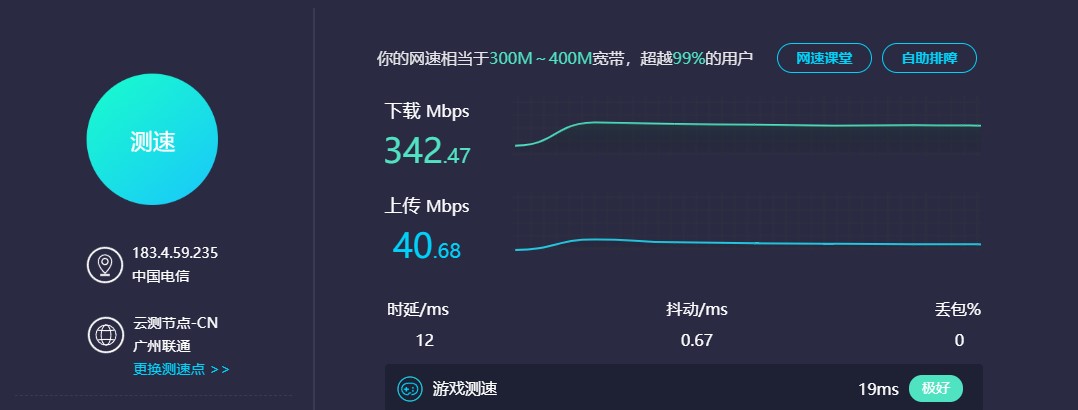 你的网速相当于300M～400M宽带，超越99%的用户 网速课堂 自助排障
测速
下载 Mbps
342.47
上传 Mbps
40.68
183.4.59.235
中国电信
云测节点-CN
广州联通
更换测速点 >>
时延/ms 抖动/ms 丢包%
12 0.67 0
游戏测速 19ms 极好